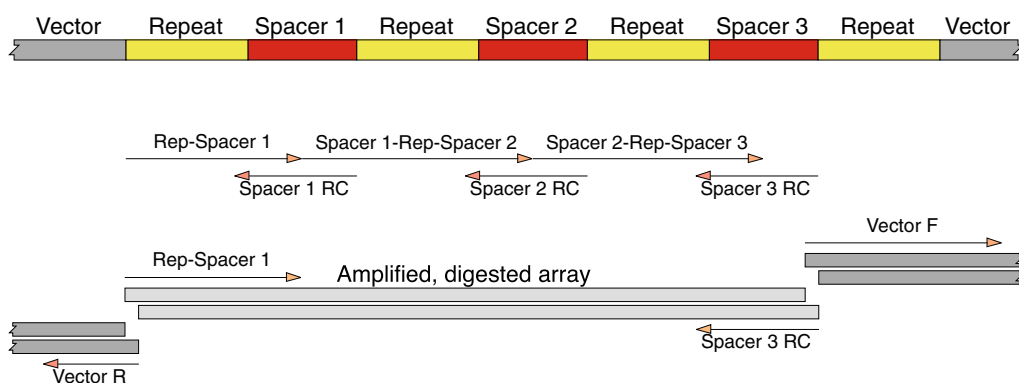 Vector Repeat Spacer 1 Repeat Spacer 2 Repeat Spacer 3 Repeat Vector
Rep-Spacer 1 Spacer 1-Rep-Spacer 2 Spacer 2-Rep-Spacer 3
Spacer 1 RC Spacer 2 RC Spacer 3 RC
Vector F
Rep-Spacer 1
Amplified, digested array
Spacer 3 RC
Vector R